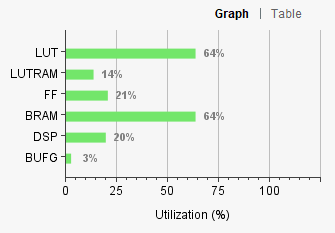 Graph | Table
LUT 64%
LUTRAM 14%
FF 21%
BRAM 64%
DSP 20%
BUFG 3%
0 25 50 75 100
Utilization (%)